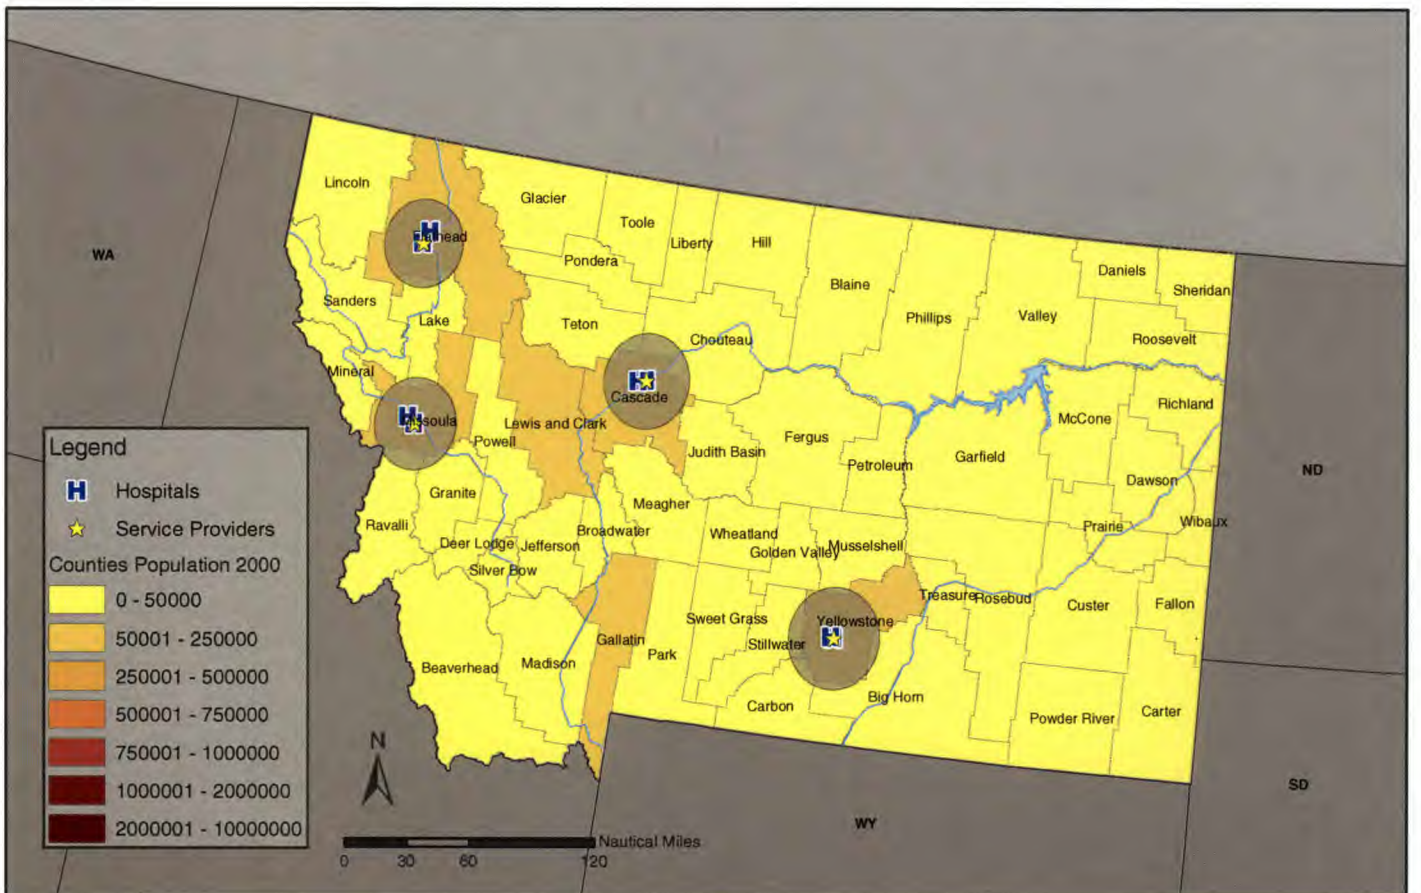 Lincoln
Glacier
Toole
Liberty
Hill
Pondera
Blaine
Daniels
Sheridan
WA
Sanders
Lake
Teton
Chouteau
Phillips
Valley
Roosevelt
Mineral
Cascade
Lewis and Clark
Powell
Judith Basin
Fergus
Petroleum
Garfield
McCone
Richland
Dawson
ND
Legend
H Hospitals
Service Providers
Counties Population 2000
0 - 50000
50001 - 250000
250001 - 500000
500001 - 750000
750001 - 1000000
1000001 - 2000000
2000001 - 10000000
Granite
Ravalli
Deer Lodge
Silver Bow
Jefferson
Broadwater
Meagher
Wheatland
Golden Valley
Musselshell
Prairie
Wibaux
Treasure
Rosebud
Custer
Fallon
Sweet Grass
Stillwater
Yellowstone
H
H
H
H
H
H
H
Gallatin
Park
Beaverhead
Madison
Carbon
Big Horn
Powder River
Carter
N
SD
WY
Nautical Miles
0 30 60 120